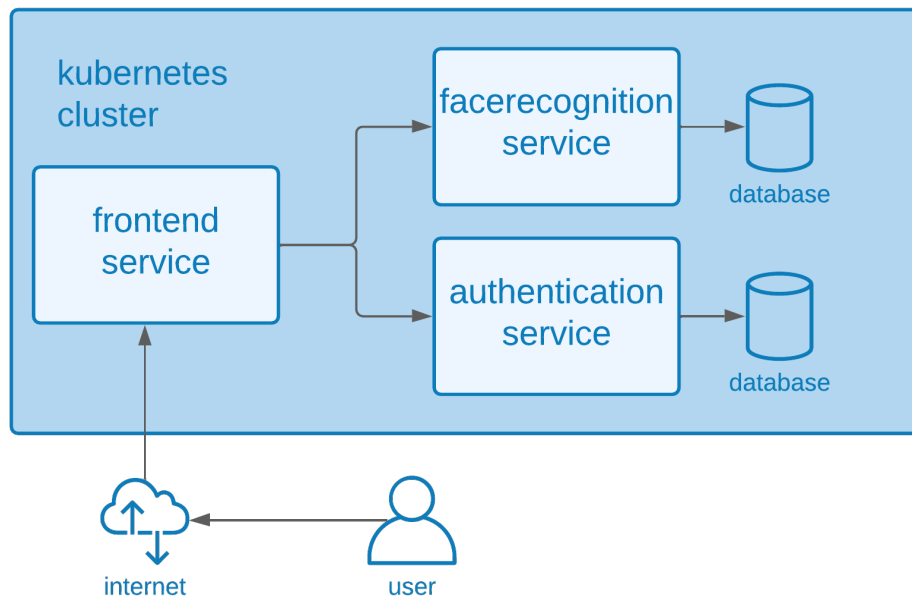 kubernetes
cluster
facerecognition
service
database
frontend
service
authentication
service
database
internet
user